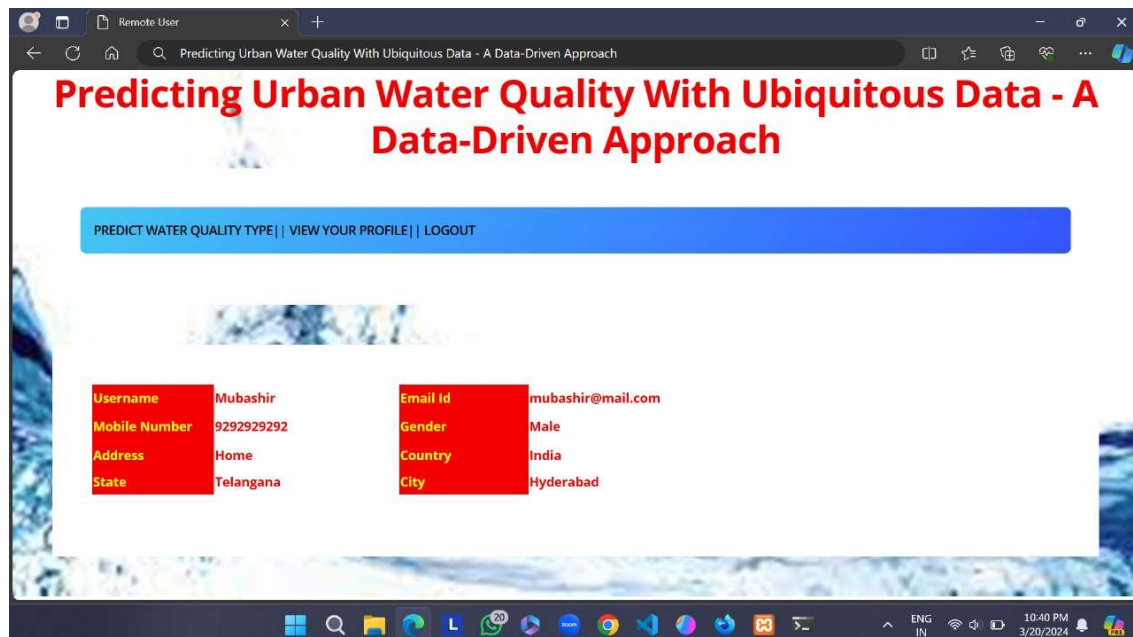 Remote User
Predicting Urban Water Quality With Ubiquitous Data - A Data-Driven Approach
Predicting Urban Water Quality With Ubiquitous Data - A
Data-Driven Approach
PREDICT WATER QUALITY TYPE|| VIEW YOUR PROFILE|| LOGOUT
Username Mubashir Email Id mubashir@mail.com
Mobile Number 9292929292 Gender Male
Address Home Country India
State Telangana City Hyderabad
L 20 zoom ENG 10:40 PM
IN 3/20/2024 PRE